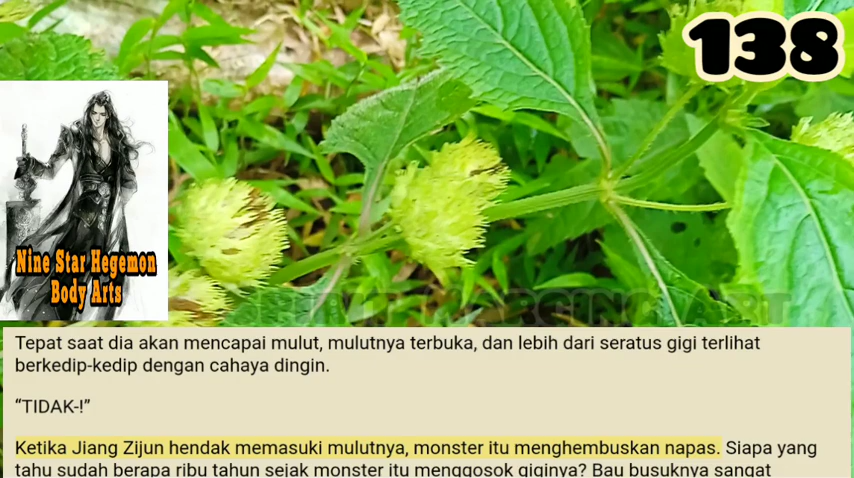 138
Nine Star Hegemon
Body Arts
Tepat saat dia akan mencapai mulut, mulutnya terbuka, dan lebih dari seratus gigi terlihat
berkedip-kedip dengan cahaya dingin.
“TIDAK-!”
Ketika Jiang Zijun hendak memasuki mulutnya, monster itu menghembuskan napas. Siapa yang
tahu sudah berapa ribu tahun sejak monster itu menggosok giginya? Bau busuknya sangat